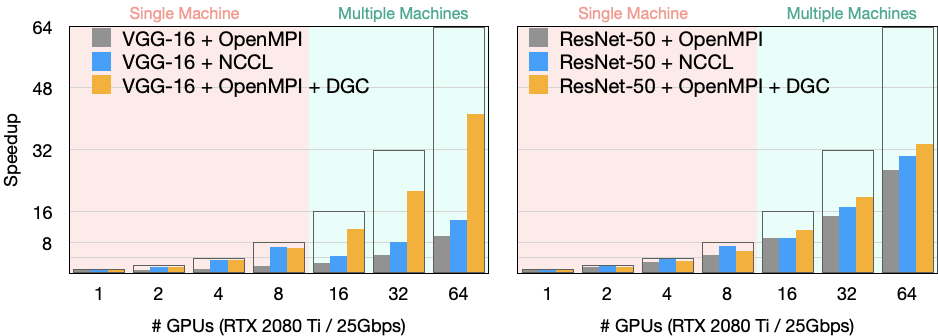 Single Machine
Multiple Machines
VGG-16 + OpenMPI
VGG-16 + NCCL
VGG-16 + OpenMPI + DGC
64
48
32
16
8
Speedup
1 2 4 8 16 32 64
# GPUs (RTX 2080 Ti / 25Gbps)
Single Machine
Multiple Machines
ResNet-50 + OpenMPI
ResNet-50 + NCCL
ResNet-50 + OpenMPI + DGC
1 2 4 8 16 32 64
# GPUs (RTX 2080 Ti / 25Gbps)